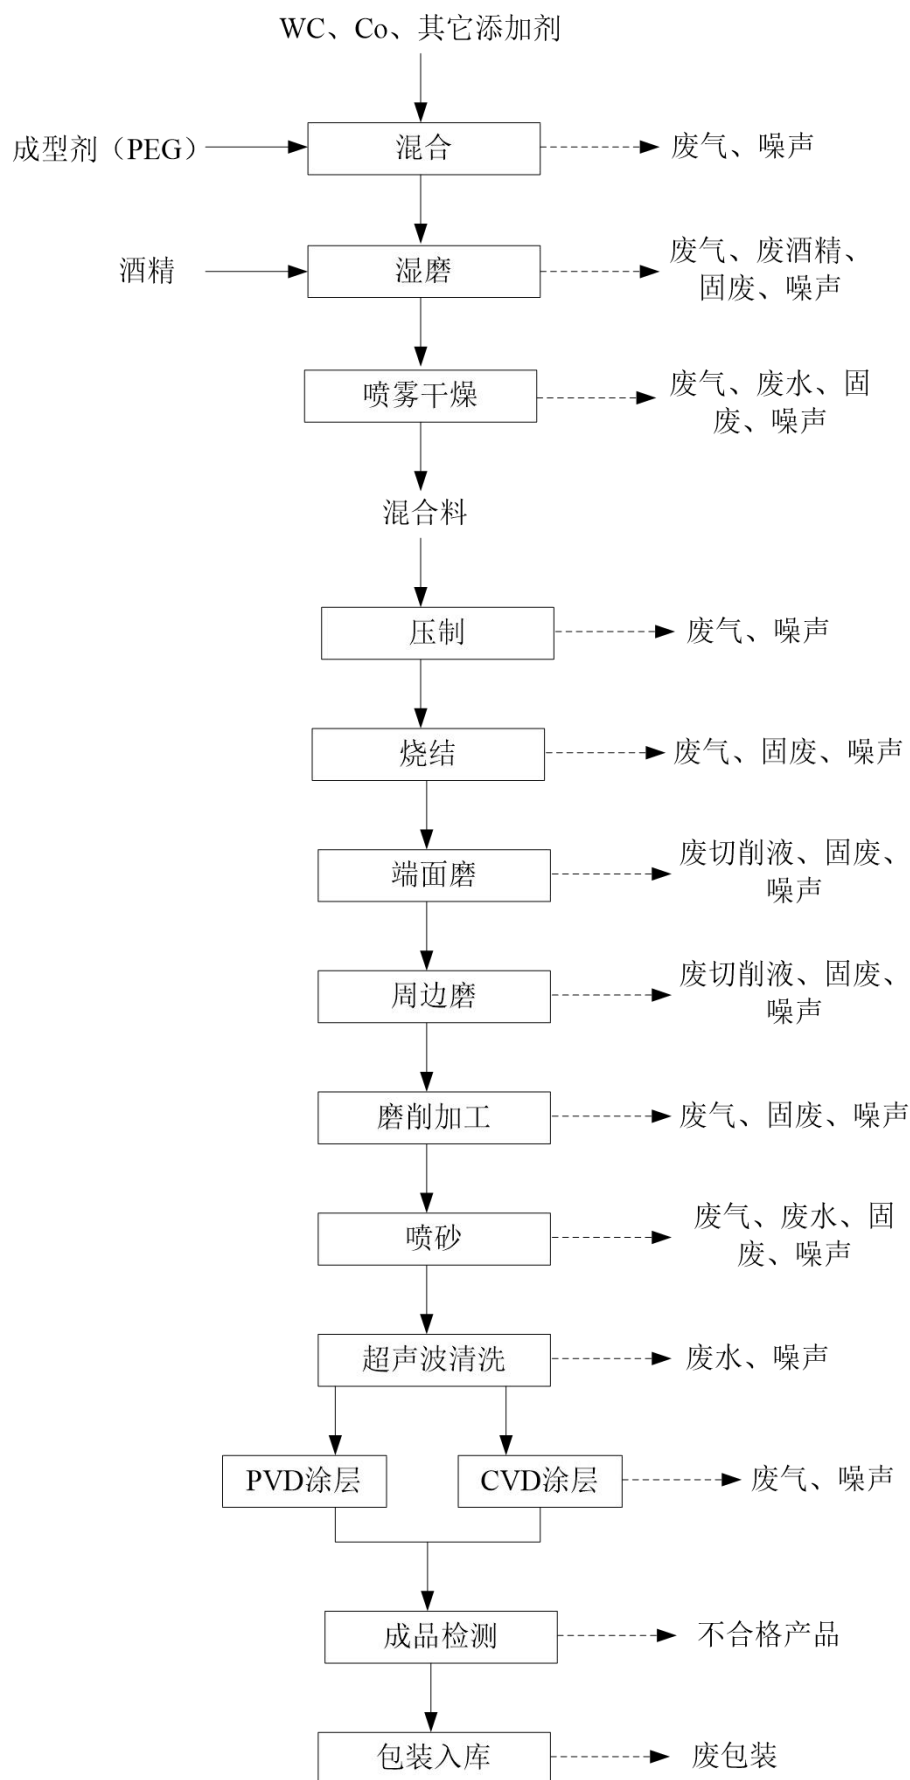 WC、Co、其它添加剂
成型剂（PEG）
混合
废气、噪声
酒精
湿磨
废气、废酒精、
固废、噪声
喷雾干燥
废气、废水、固
废、噪声
混合料
压制
废气、噪声
烧结
废气、固废、噪声
端面磨
废切削液、固废、
噪声
周边磨
废切削液、固废、
噪声
磨削加工
废气、固废、噪声
喷砂
废气、废水、固
废、噪声
超声波清洗
废水、噪声
PVD涂层
CVD涂层
废气、噪声
成品检测
不合格产品
包装入库
废包装